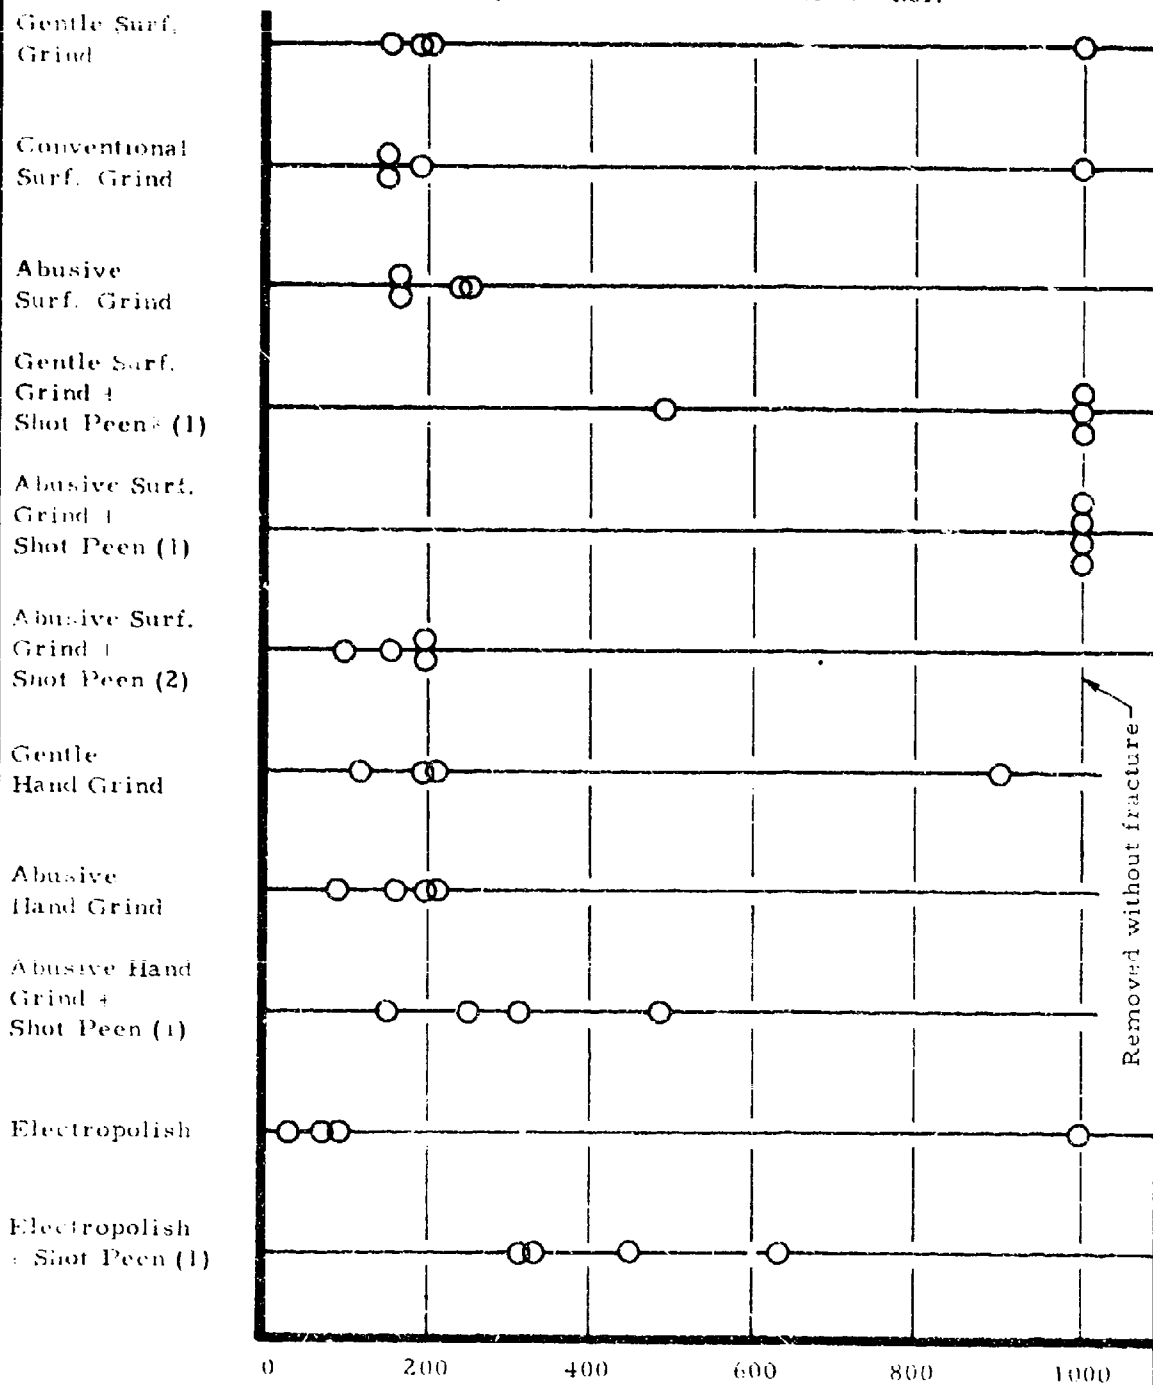 Gentle Surf.
Grind
Conventional
Surf. Grind
Abusive
Surf. Grind
Gentle Surf.
Grind +
Shot Peen* (1)
Abusive Surf.
Grind +
Shot Peen (1)
Abusive Surf.
Grind +
Shot Peen (2)
Gentle
Hand Grind
Abusive
Hand Grind
Abusive Hand
Grind +
Shot Peen (1)
Electropolish
Electropolish
+ Shot Peen (1)
Removed without fracture
0 200 400 600 800 1000